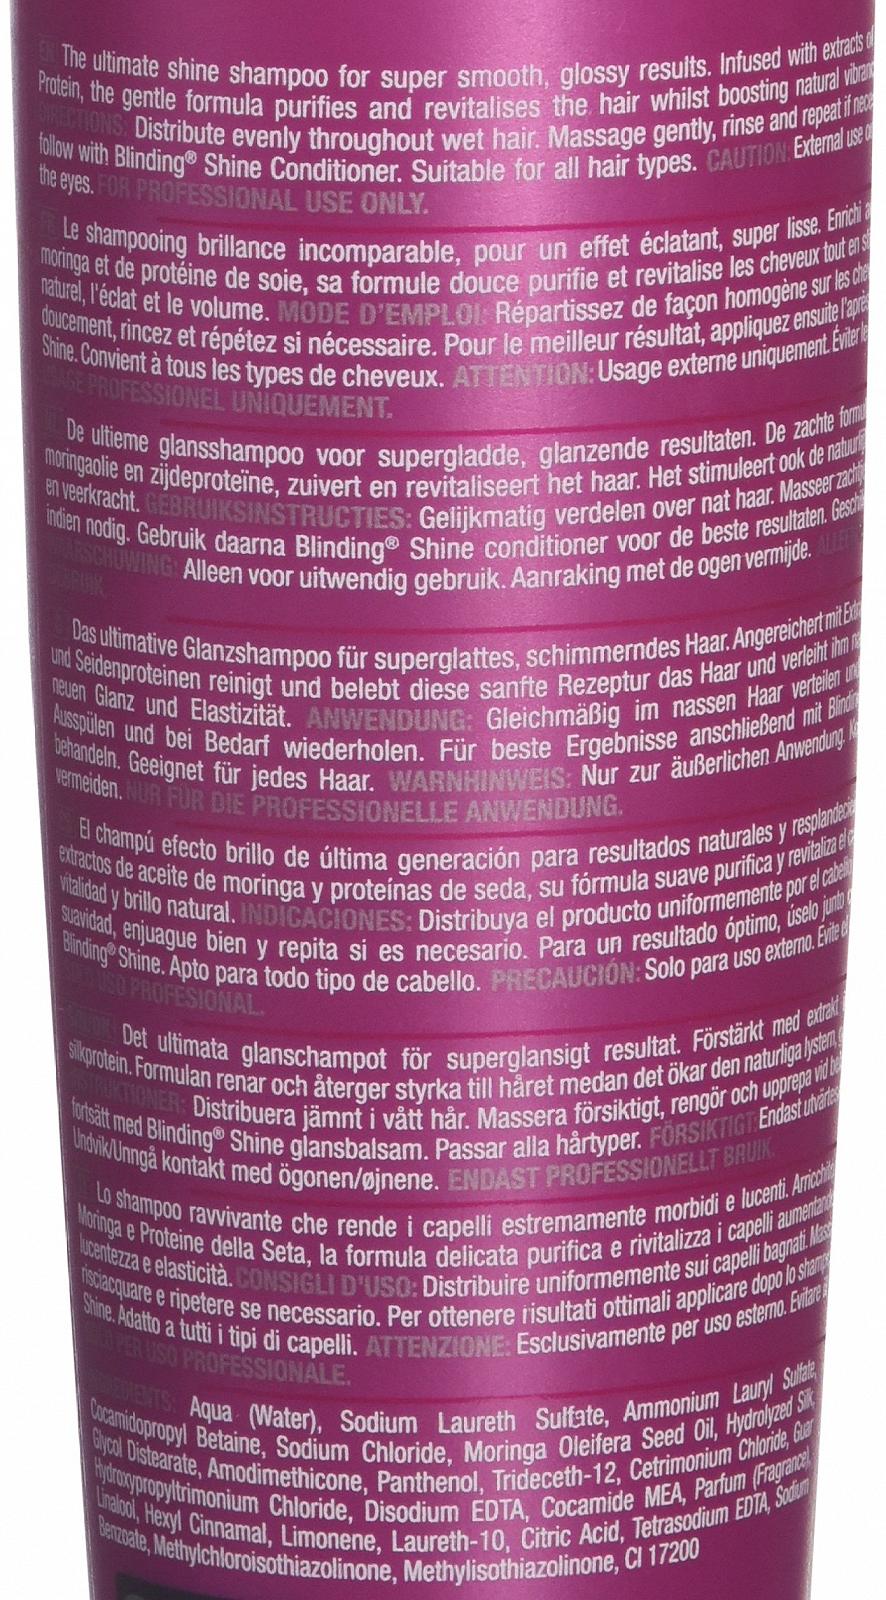 EN The ultimate shine shampoo for super smooth, glossy results. Infused with extracts
Protein, the gentle formula purifies and revitalises the hair whilst boosting natural
DIRECTIONS: Distribute evenly throughout wet hair. Massage gently, rinse and repeat if
follow with Blinding® Shine Conditioner. Suitable for all hair types. CAUTION: External use
the eyes. FOR PROFESSIONAL USE ONLY.
FR Le shampooing brillance incomparable, pour un effet éclatant, super lisse. Enrichi
moringa et de protéine de soie, sa formule douce purifie et revitalise les cheveux tout en
naturel, l'éclat et le volume. MODE D'EMPLOI: Répartissez de façon homogène sur les
doucement, rincez et répétez si nécessaire. Pour le meilleur résultat, appliquez ensuite
Shine. Convient à tous les types de cheveux. ATTENTION: Usage externe uniquement. Éviter
USAGE PROFESSIONEL UNIQUEMENT.
De ultieme glansshampoo voor supergladde, glanzende resultaten. De zachte
moringaolie en zijdeproteïne, zuivert en revitaliseert het haar. Het stimuleert ook de
en veerkracht. GEBRUIKSINSTRUCTIES: Gelijkmatig verdelen over nat haar. Masseer
indien nodig. Gebruik daarna Blinding® Shine conditioner voor de beste resultaten.
WAARSCHUWING: Alleen voor uitwendig gebruik. Aanraking met de ogen vermijde.
Das ultimative Glanzshampoo für superglattes, schimmerndes Haar. Angereichert mit
und Seidenproteinen reinigt und belebt diese sanfte Rezeptur das Haar und verleiht ihm
neuen Glanz und Elastizität. ANWENDUNG: Gleichmäßig im nassen Haar verteilen
Ausspülen und bei Bedarf wiederholen. Für beste Ergebnisse anschließend mit
behandeln. Geeignet für jedes Haar. WARNHINWEIS: Nur zur äußerlichen Anwendung.
vermeiden. NUR FÜR DIE PROFESSIONELLE ANWENDUNG.
El champú efecto brillo de última generación para resultados naturales y
extractos de aceite de moringa y proteínas de seda, su fórmula suave purifica y revitaliza el
vitalidad y brillo natural. INDICACIONES: Distribuya el producto uniformemente por el
suavidad, enjuague bien y repita si es necesario. Para un resultado óptimo, úselo junto
Blinding® Shine. Apto para todo tipo de cabello. PRECAUCIÓN: Solo para uso externo. Evite
USO PROFESIONAL.
Det ultimata glanschampot för superglansigt resultat. Förstärkt med extrakt
silkprotein. Formulan renar och återger styrka till håret medan det ökar den naturliga lystern,
INSTRUKTIONER: Distribuera jämnt i vått hår. Massera försiktigt, rengör och upprepa vid
fortsätt med Blinding® Shine glansbalsam. Passar alla hårtyper. FÖRSIKTIGT: Endast
Undvik/Unngå kontakt med ögonen/øjnene. ENDAST PROFESSIONELLT BRUIK.
Lo shampoo ravvivante che rende i capelli estremamente morbidi e lucenti.
Moringa e Proteine della Seta, la formula delicata purifica e rivitalizza i capelli
lucentezza e elasticità. CONSIGLI D'USO: Distribuire uniformemente sui capelli bagnati.
risciacquare e ripetere se necessario. Per ottenere risultati ottimali applicare dopo lo
Shine. Adatto a tutti i tipi di capelli. ATTENZIONE: Esclusivamente per uso esterno. Evitare
PER USO PROFESSIONALE.
INGREDIENTS: Aqua (Water), Sodium Laureth Sulfate, Ammonium Lauryl Sulfate,
Cocamidopropyl Betaine, Sodium Chloride, Moringa Oleifera Seed Oil, Hydrolyzed Silk,
Glycol Distearate, Amodimethicone, Panthenol, Trideceth-12, Cetrimonium Chloride, Guar
Hydroxypropyltrimonium Chloride, Disodium EDTA, Cocamide MEA, Parfum (Fragrance),
Linalool, Hexyl Cinnamal, Limonene, Laureth-10, Citric Acid, Tetrasodium EDTA, Sodium
Benzoate, Methylchloroisothiazolinone, Methylisothiazolinone, CI 17200